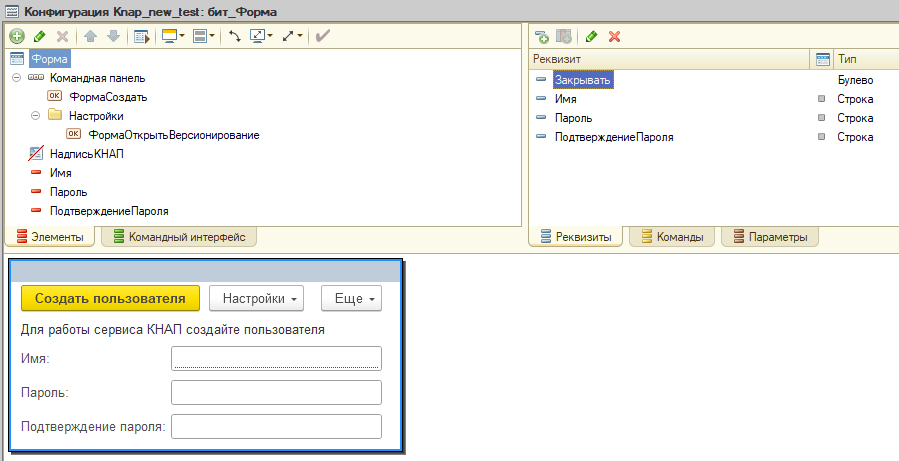 Конфигурация Knap_new_test: бит_Форма
Форма
Командная панель
OK ФормаСоздать
Настройки
OK ФормаОткрытьВерсионирование
НадписьКНАП
Имя
Пароль
ПодтверждениеПароля
Элементы
Командный интерфейс
Реквизит Тип
Закрывать Булево
Имя Строка
Пароль Строка
ПодтверждениеПароля Строка
Реквизиты
Команды
Параметры
Создать пользователя Настройки Еще
Для работы сервиса КНАП создайте пользователя
Имя:
Пароль:
Подтверждение пароля: